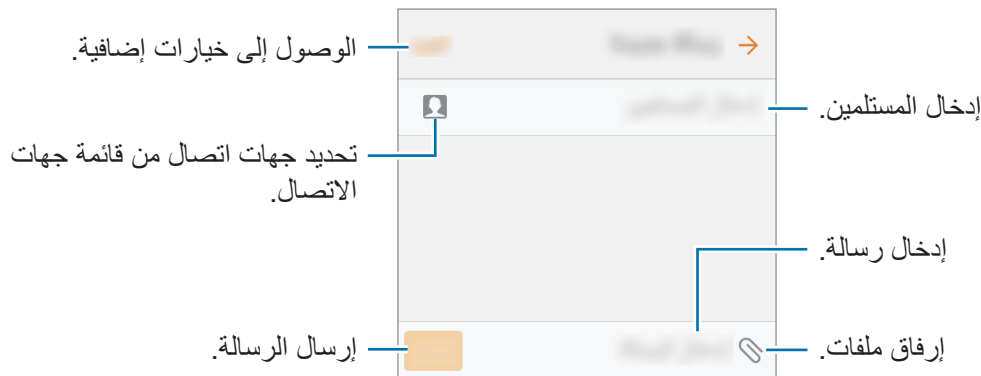 الوصول إلى خيارات إضافية.
إدخال المستلمين.
تحديد جهات اتصال من قائمة جهات
الاتصال.
إدخال رسالة.
إرسال الرسالة.
إرفاق ملفات.